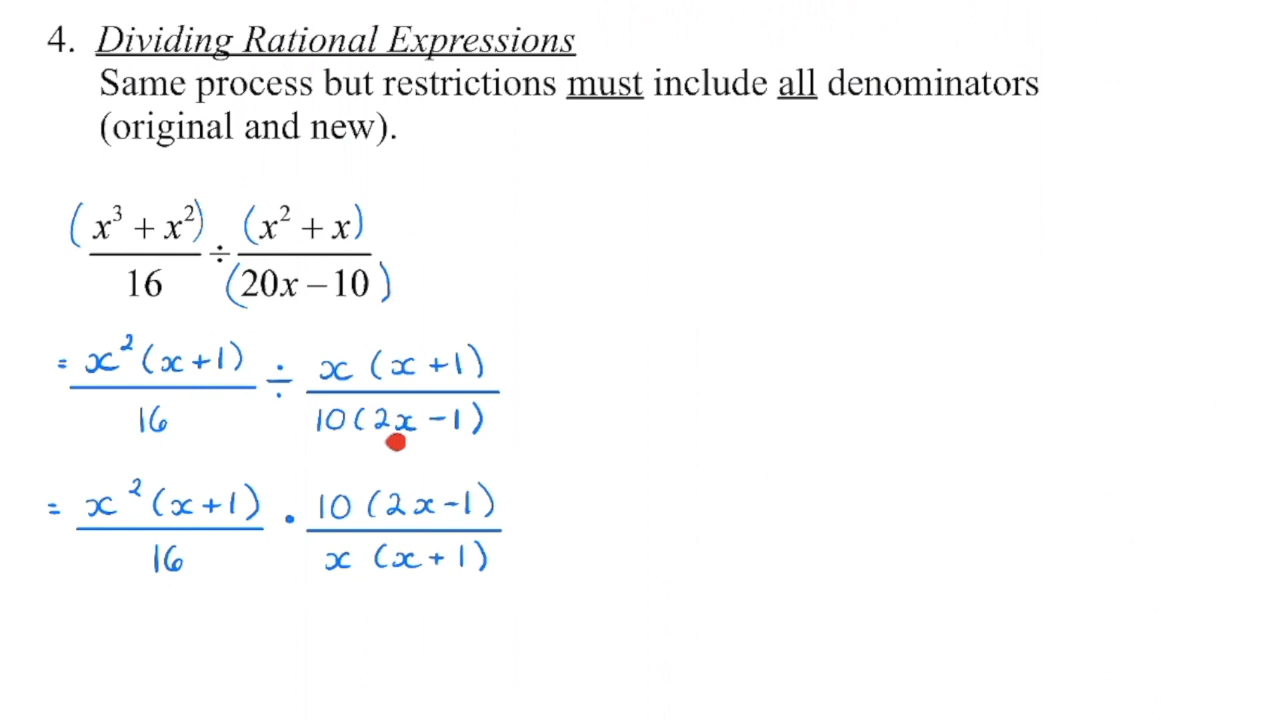 4. Dividing Rational Expressions
Same process but restrictions must include all denominators
(original and new).
(x³ + x²)/16 ÷ (x² + x)/(20x – 10)
= x²(x+1)/16 ÷ x(x+1)/10(2x-1)
= x²(x+1)/16 · 10(2x-1)/x(x+1)